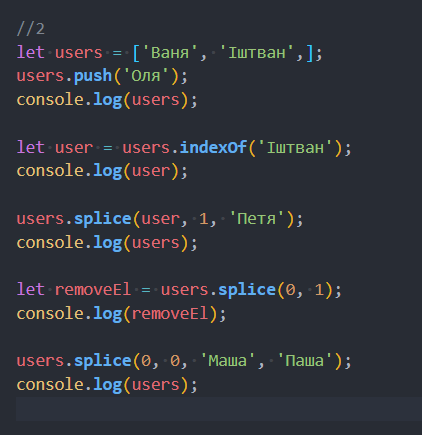 //2
let users = ['Ваня', 'Іштван',];
users.push('Оля');
console.log(users);
let user = users.indexOf('Іштван');
console.log(user);
users.splice(user, 1, 'Петя');
console.log(users);
let removeEl = users.splice(0, 1);
console.log(removeEl);
users.splice(0, 0, 'Маша', 'Паша');
console.log(users);